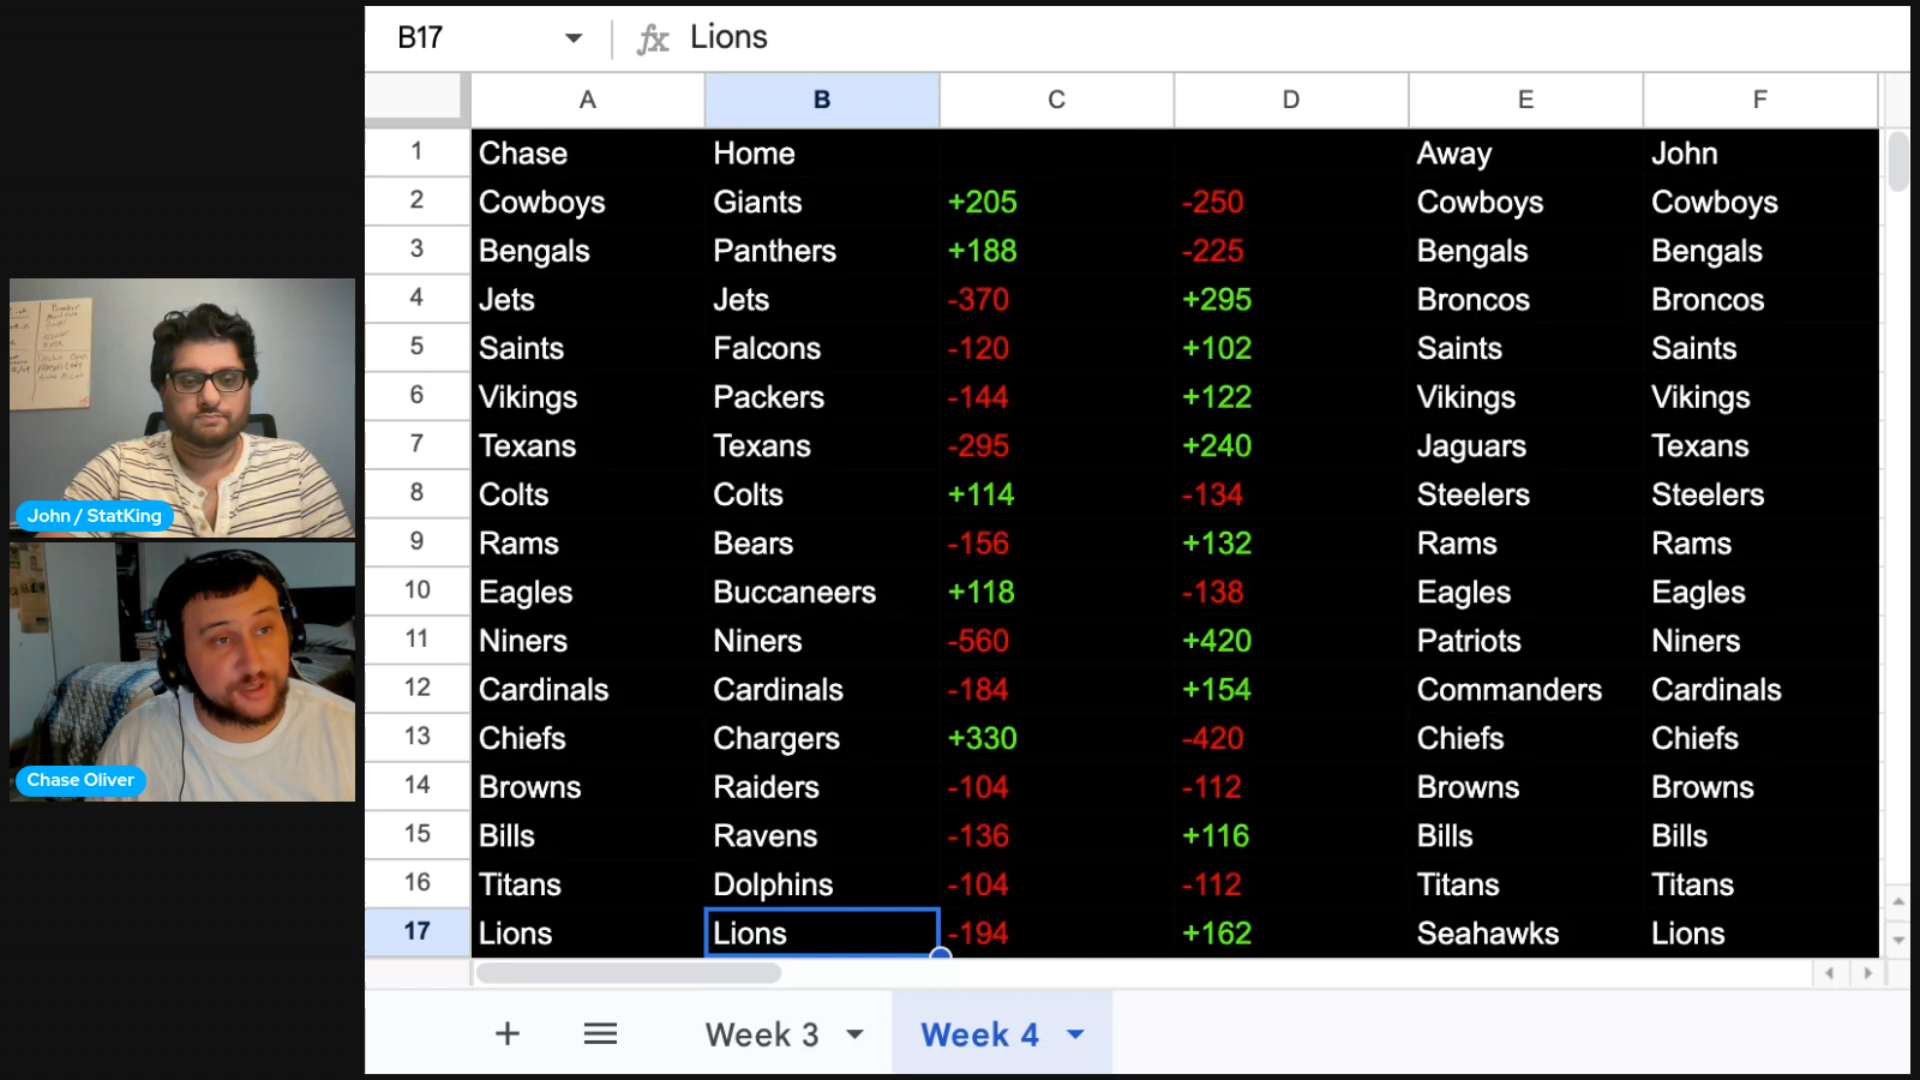 B17 fx Lions
A B C D E F
1 Chase Home Away John
2 Cowboys Giants +205 -250 Cowboys Cowboys
3 Bengals Panthers +188 -225 Bengals Bengals
4 Jets Jets -370 +295 Broncos Broncos
5 Saints Falcons -120 +102 Saints Saints
6 Vikings Packers -144 +122 Vikings Vikings
7 Texans Texans -295 +240 Jaguars Texans
8 Colts Colts +114 -134 Steelers Steelers
9 Rams Bears -156 +132 Rams Rams
10 Eagles Buccaneers +118 -138 Eagles Eagles
11 Niners Niners -560 +420 Patriots Niners
12 Cardinals Cardinals -184 +154 Commanders Cardinals
13 Chiefs Chargers +330 -420 Chiefs Chiefs
14 Browns Raiders -104 -112 Browns Browns
15 Bills Ravens -136 +116 Bills Bills
16 Titans Dolphins -104 -112 Titans Titans
17 Lions Lions -194 +162 Seahawks Lions
Week 3 Week 4
John / StatKing
Chase Oliver